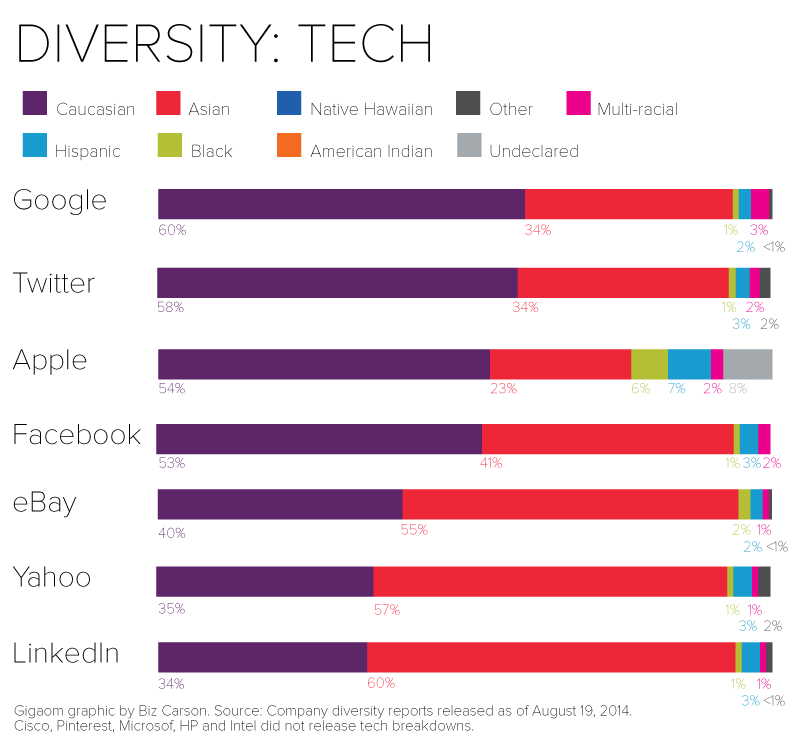 DIVERSITY: TECH
Caucasian Asian Native Hawaiian Other Multi-racial
Hispanic Black American Indian Undeclared
Google
60% 34% 1% 3%
2% <1%
Twitter
58% 34% 1% 2%
3% 2%
Apple
54% 23% 6% 7% 2% 8%
Facebook
53% 41% 1% 3% 2%
eBay
40% 55% 2% 1%
2% <1%
Yahoo
35% 57% 1% 1%
3% 2%
LinkedIn
34% 60% 1% 1%
3% <1%
Gigaom graphic by Biz Carson. Source: Company diversity reports released as of August 19, 2014.
Cisco, Pinterest, Microsof, HP and Intel did not release tech breakdowns.